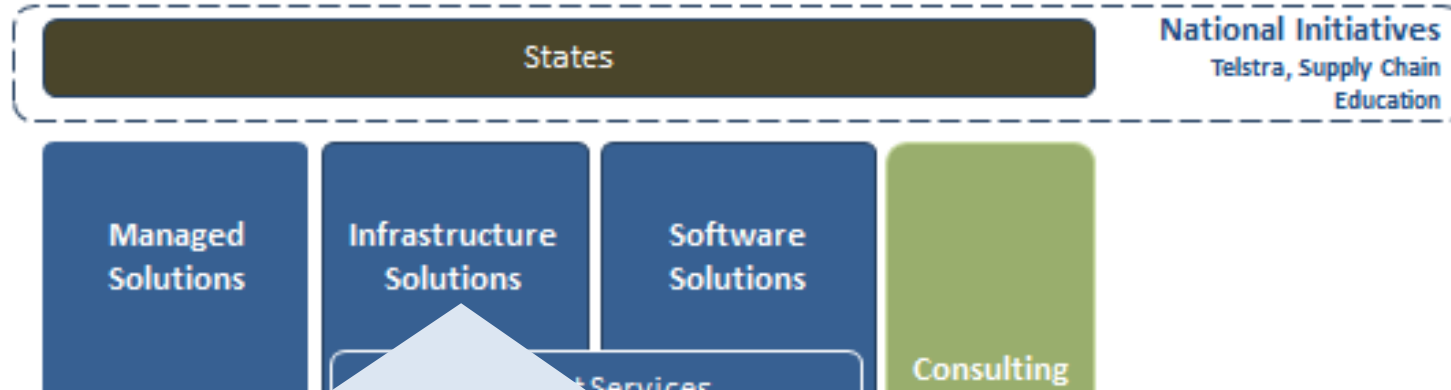 States
National Initiatives
Telstra, Supply Chain
Education
Managed
Solutions
Infrastructure
Solutions
Software
Solutions
Consulting
Services